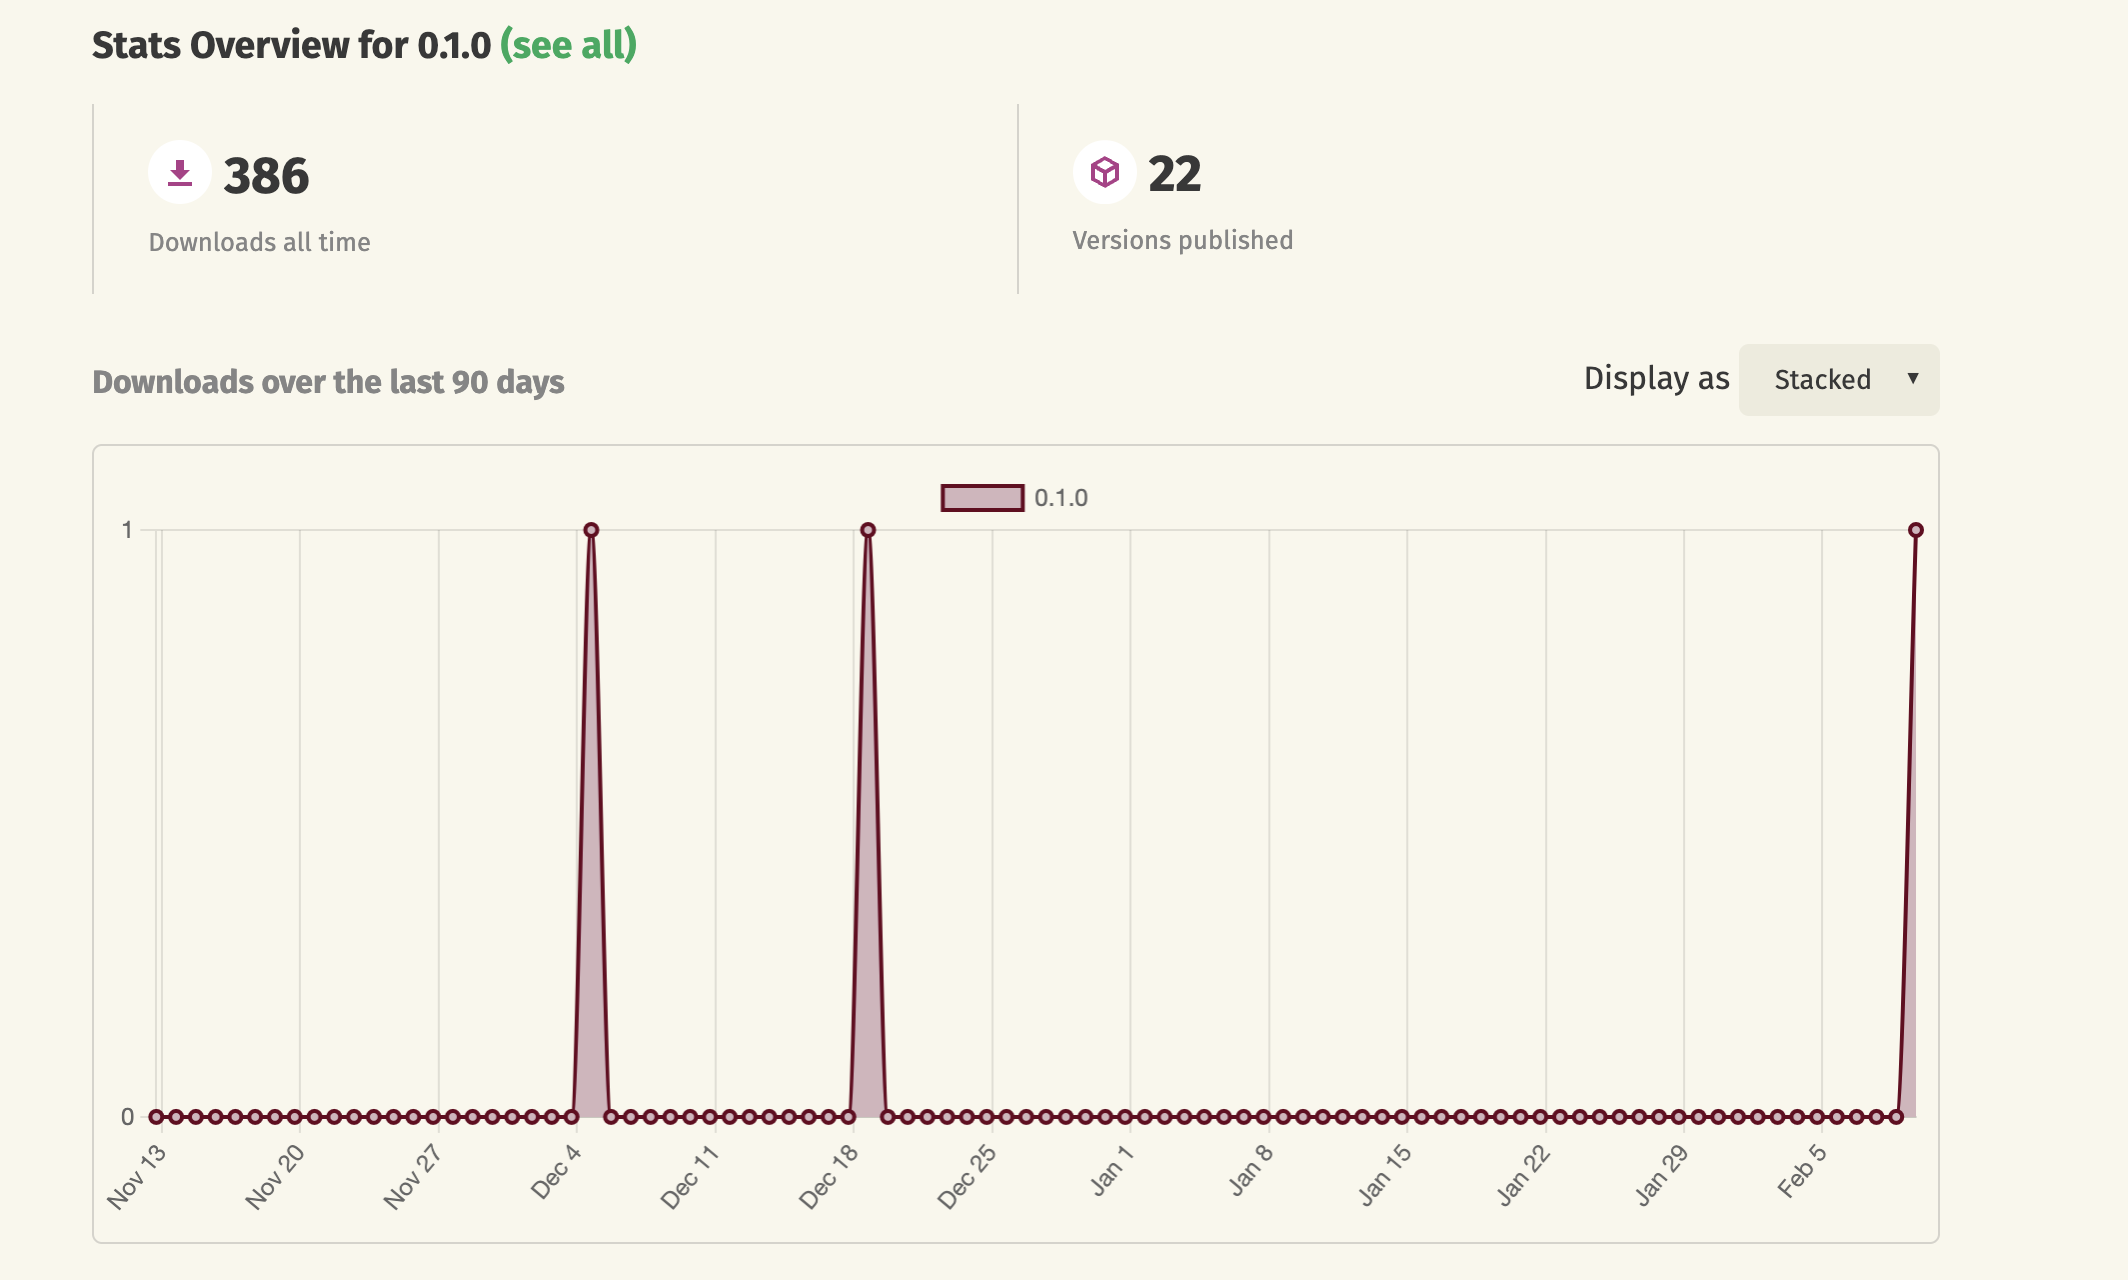 Stats Overview for 0.1.0 (see all)
386
Downloads all time
22
Versions published
Downloads over the last 90 days
Display as Stacked ▼
0.1.0
1
0
Nov 13
Nov 20
Nov 27
Dec 4
Dec 11
Dec 18
Dec 25
Jan 1
Jan 8
Jan 15
Jan 22
Jan 29
Feb 5